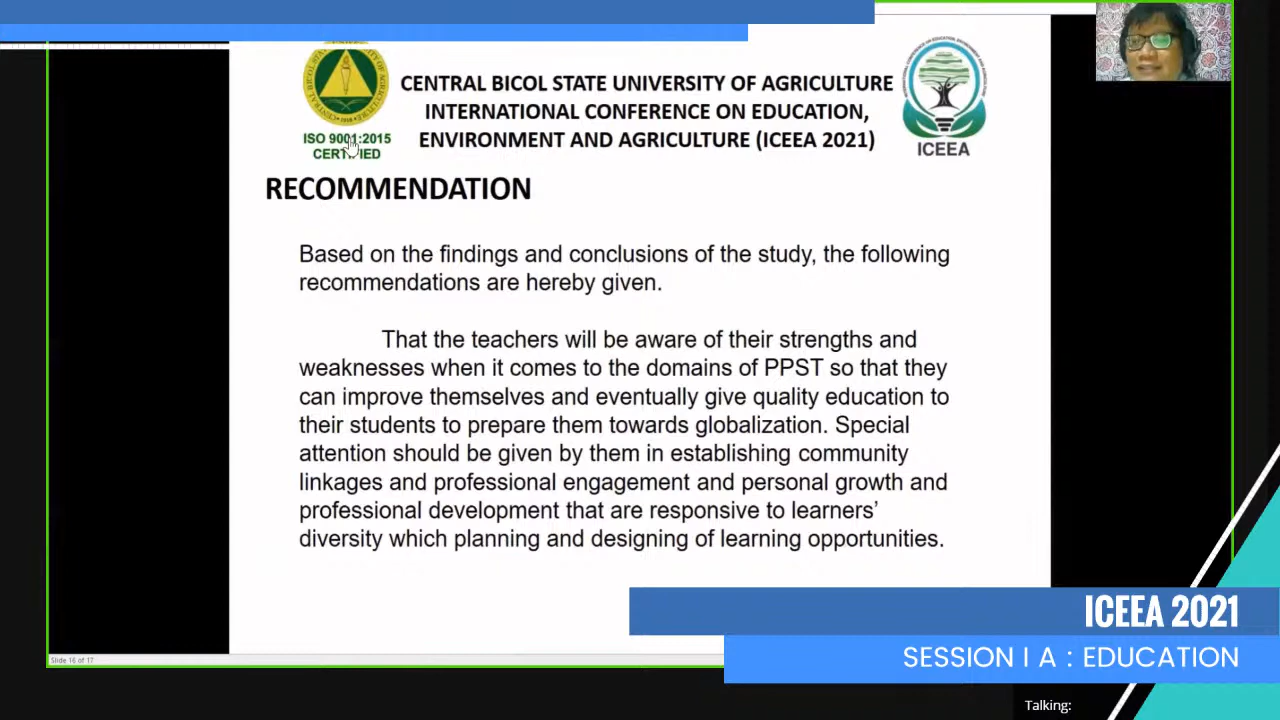 CENTRAL BICOL STATE UNIVERSITY OF AGRICULTURE
INTERNATIONAL CONFERENCE ON EDUCATION,
ENVIRONMENT AND AGRICULTURE (ICEEA 2021)
ISO 9001:2015
CERTIFIED
ICEEA
RECOMMENDATION
Based on the findings and conclusions of the study, the following
recommendations are hereby given.
That the teachers will be aware of their strengths and
weaknesses when it comes to the domains of PPST so that they
can improve themselves and eventually give quality education to
their students to prepare them towards globalization. Special
attention should be given by them in establishing community
linkages and professional engagement and personal growth and
professional development that are responsive to learners’
diversity which planning and designing of learning opportunities.
ICEEA 2021
SESSION I A : EDUCATION
Slide 16 of 17
Talking: